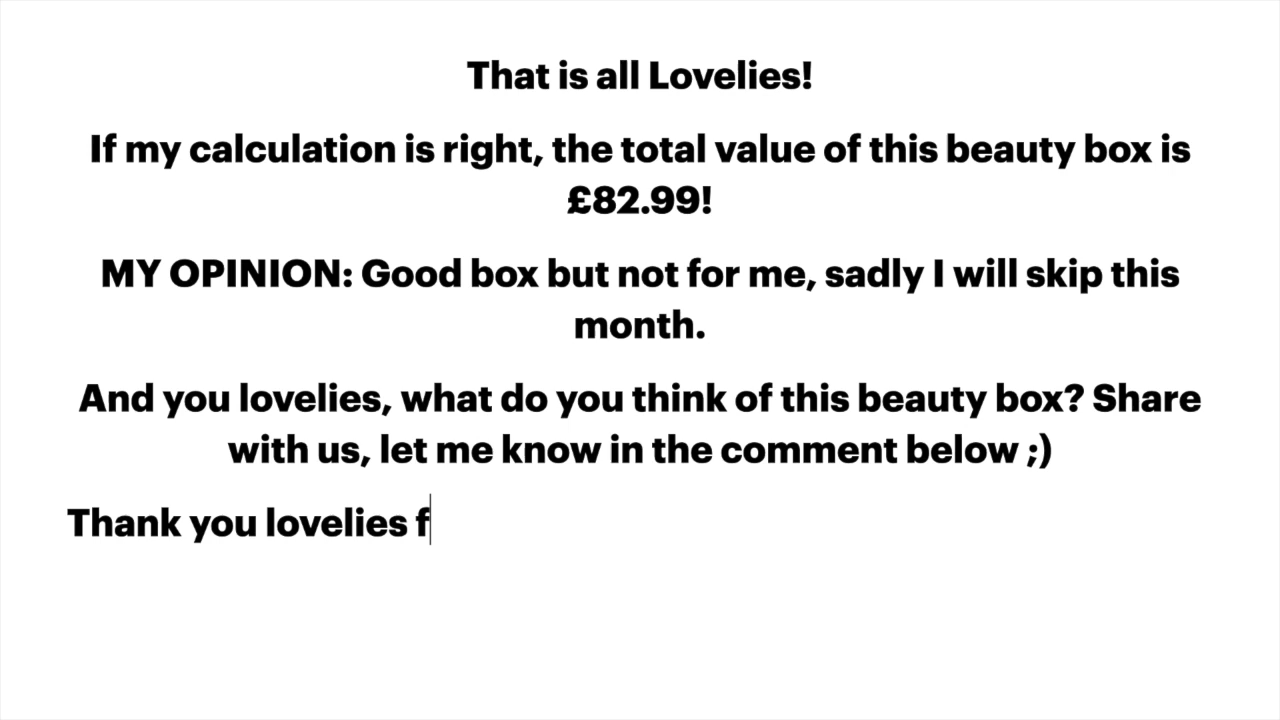 That is all Lovelies!
If my calculation is right, the total value of this beauty box is
£82.99!
MY OPINION: Good box but not for me, sadly I will skip this
month.
And you lovelies, what do you think of this beauty box? Share
with us, let me know in the comment below ;)
Thank you lovelies f